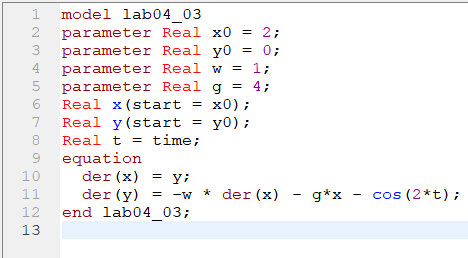 1 model lab04_03
2 parameter Real x0 = 2;
3 parameter Real y0 = 0;
4 parameter Real w = 1;
5 parameter Real g = 4;
6 Real x(start = x0);
7 Real y(start = y0);
8 Real t = time;
9 equation
10 der(x) = y;
11 der(y) = -w * der(x) - g*x - cos(2*t);
12 end lab04_03;
13